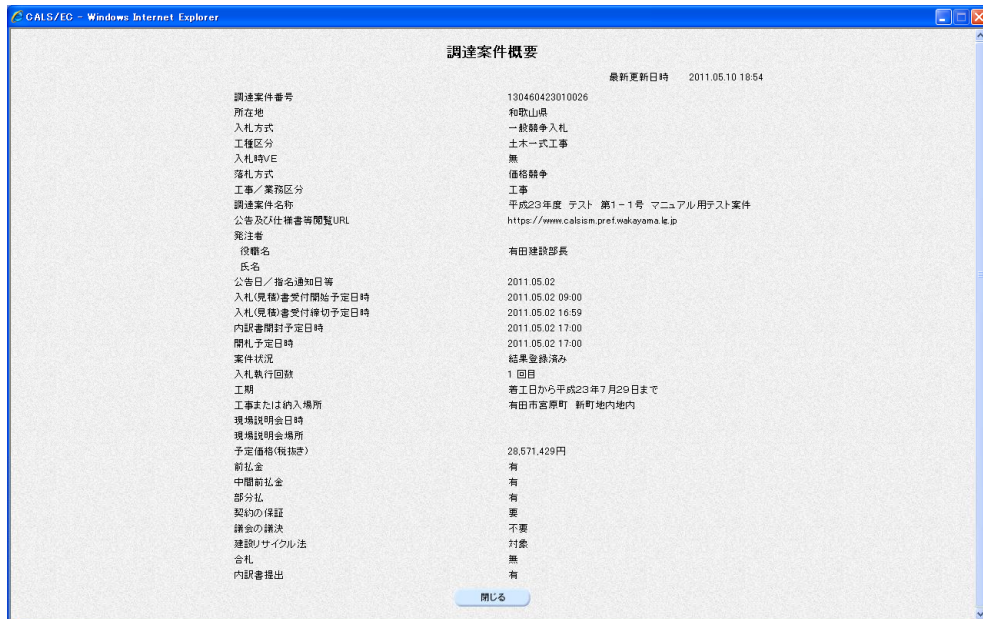 CALS/EC - Windows Internet Explorer
調達案件概要
最新更新日時 2011.05.10 18:54
調達案件番号 130460423010026
所在地 和歌山県
入札方式 一般競争入札
工種区分 土木一式工事
入札時VE 無
落札方式 価格競争
工事／業務区分 工事
調達案件名称 平成23年度 テスト 第1－1号 マニュアル用テスト案件
公告及び仕様書等閲覧URL https://www.calsism.pref.wakayama.lg.jp
発注者
役職名 有田建設部長
氏名
公告日／指名通知日等 2011.05.02
入札(見積)書受付開始予定日時 2011.05.02 09:00
入札(見積)書受付締切予定日時 2011.05.02 16:59
内訳書開封予定日時 2011.05.02 17:00
開札予定日時 2011.05.02 17:00
案件状況 結果登録済み
入札執行回数 1 回目
工期 着工日から平成23年7月29日まで
工事または納入場所 有田市宮原町 新町地内地内
現場説明会日時
現場説明会場所
予定価格(税抜き) 28,571,429円
前払金 有
中間前払金 有
部分払 有
契約の保証 要
議会の議決 不要
建設リサイクル法 対象
合札 無
内訳書提出 有
閉じる